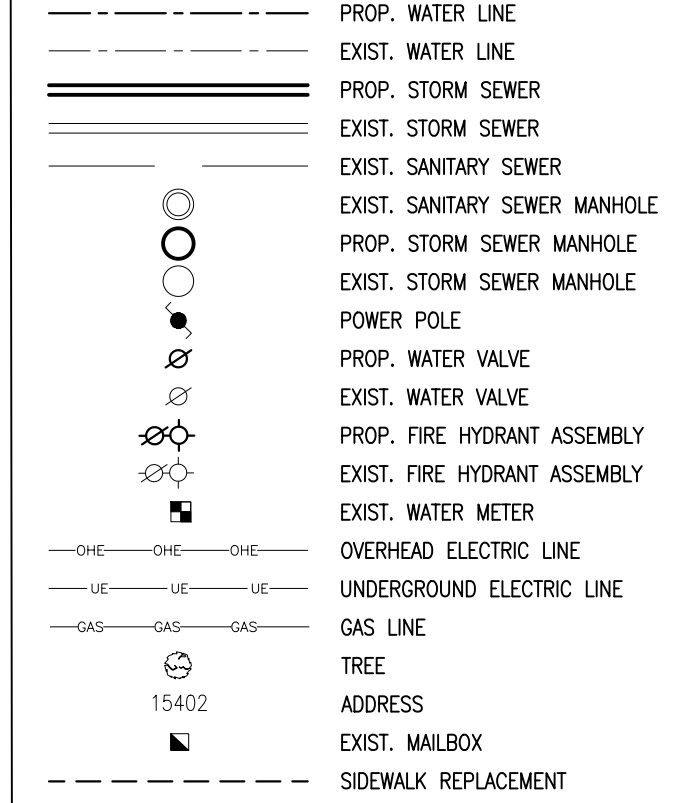 PROP. WATER LINE
EXIST. WATER LINE
PROP. STORM SEWER
EXIST. STORM SEWER
EXIST. SANITARY SEWER
EXIST. SANITARY SEWER MANHOLE
PROP. STORM SEWER MANHOLE
EXIST. STORM SEWER MANHOLE
POWER POLE
PROP. WATER VALVE
EXIST. WATER VALVE
PROP. FIRE HYDRANT ASSEMBLY
EXIST. FIRE HYDRANT ASSEMBLY
EXIST. WATER METER
OHE OHE OHE OVERHEAD ELECTRIC LINE
UE UE UE UNDERGROUND ELECTRIC LINE
GAS GAS GAS GAS LINE
TREE
15402 ADDRESS
EXIST. MAILBOX
SIDEWALK REPLACEMENT